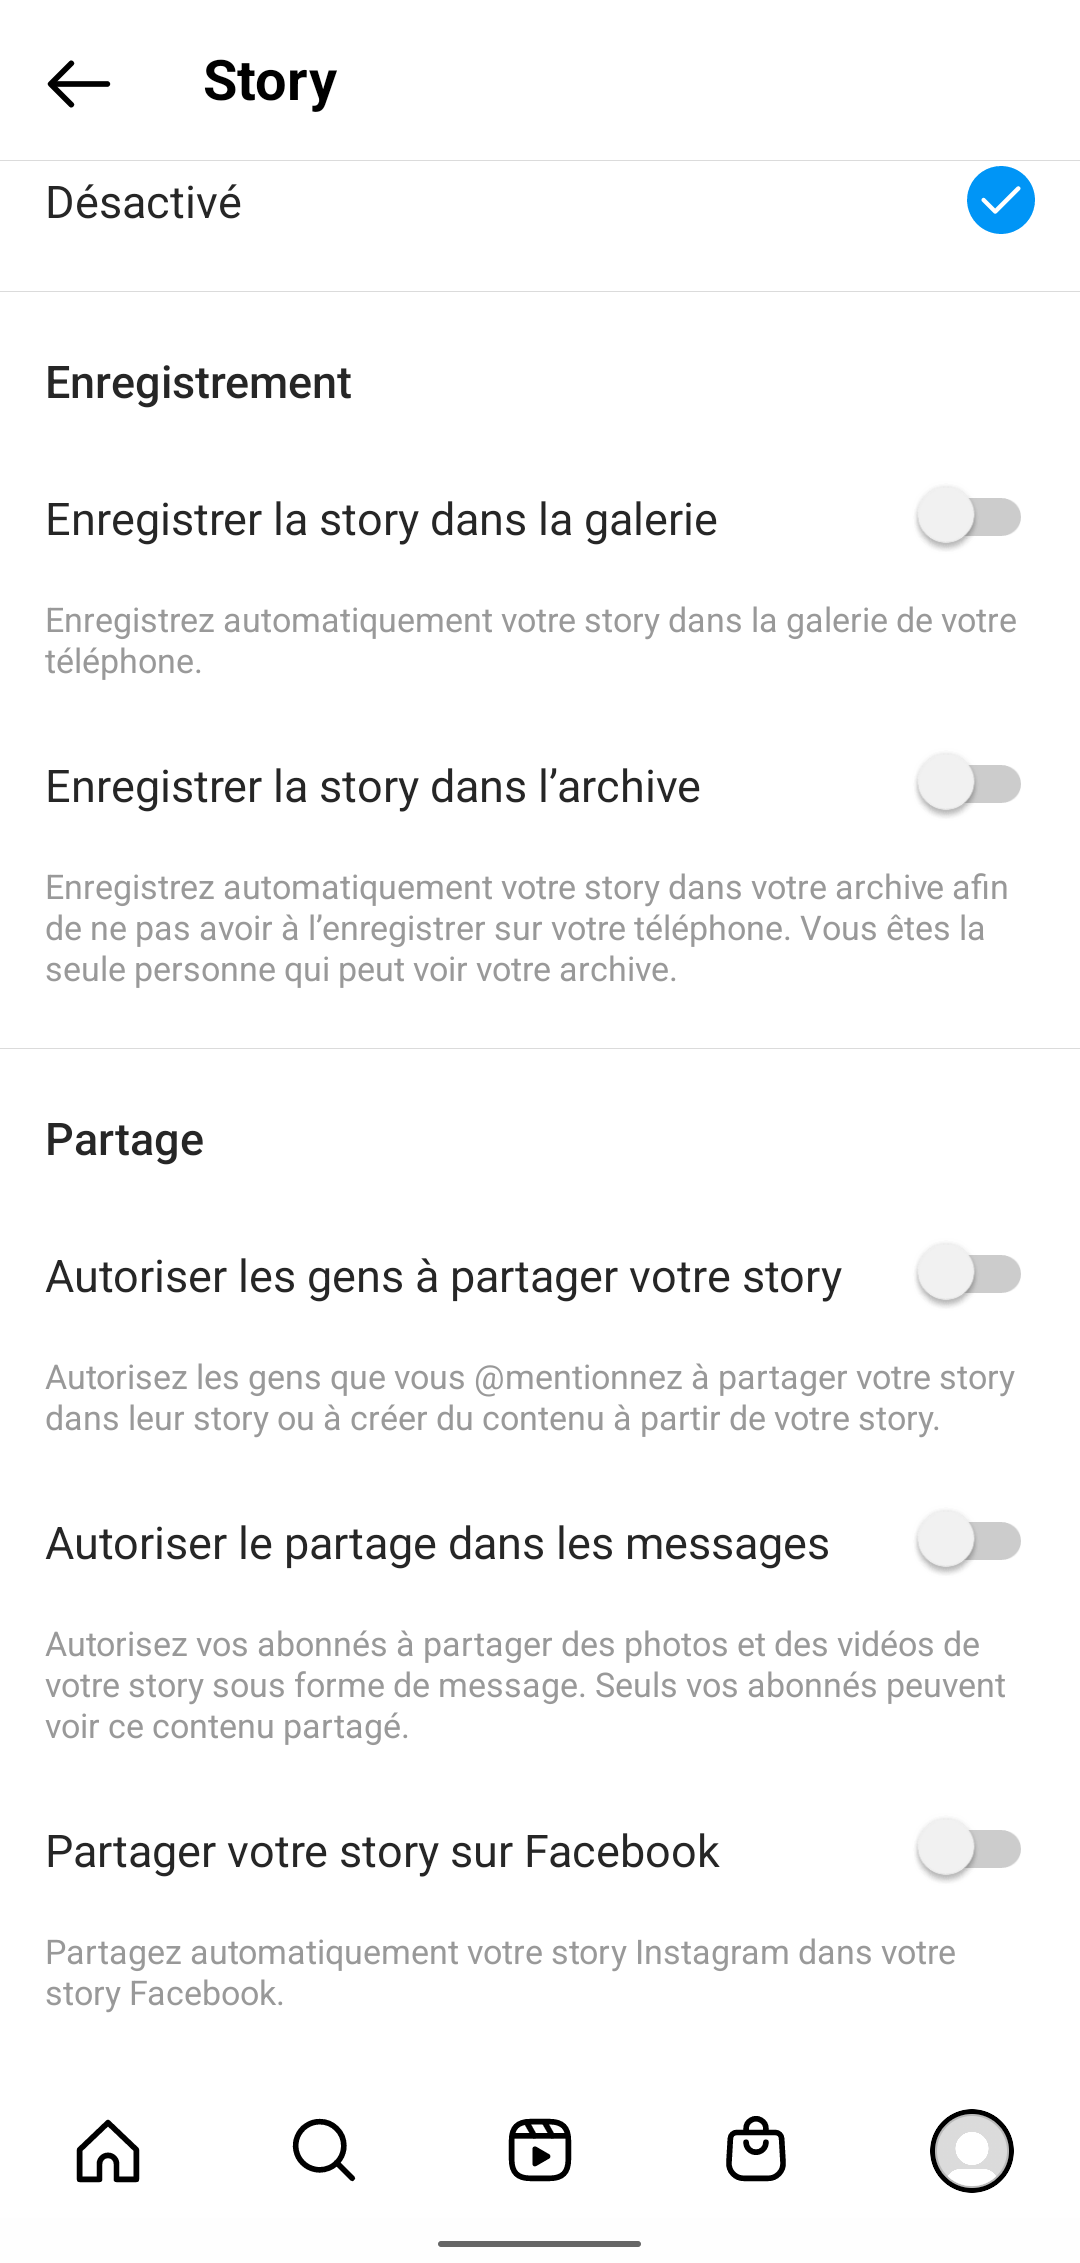 Story
Désactivé
Enregistrement
Enregistrer la story dans la galerie
Enregistrez automatiquement votre story dans la galerie de votre
téléphone.
Enregistrer la story dans l’archive
Enregistrez automatiquement votre story dans votre archive afin
de ne pas avoir à l’enregistrer sur votre téléphone. Vous êtes la
seule personne qui peut voir votre archive.
Partage
Autoriser les gens à partager votre story
Autorisez les gens que vous @mentionnez à partager votre story
dans leur story ou à créer du contenu à partir de votre story.
Autoriser le partage dans les messages
Autorisez vos abonnés à partager des photos et des vidéos de
votre story sous forme de message. Seuls vos abonnés peuvent
voir ce contenu partagé.
Partager votre story sur Facebook
Partagez automatiquement votre story Instagram dans votre
story Facebook.